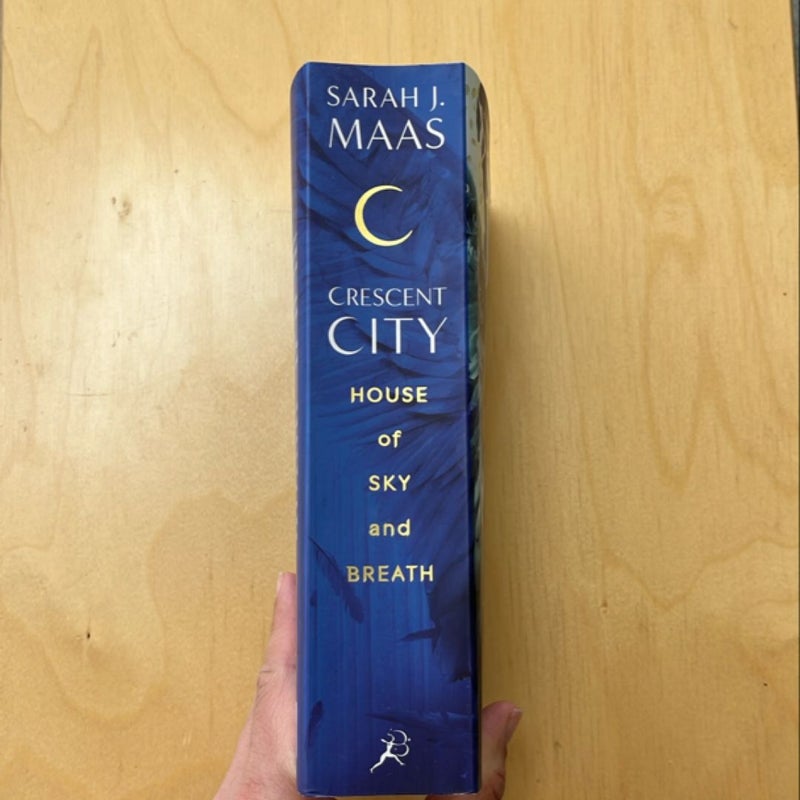 SARAH J.
MAAS
CRESCENT
CITY
HOUSE
of
SKY
and
BREATH